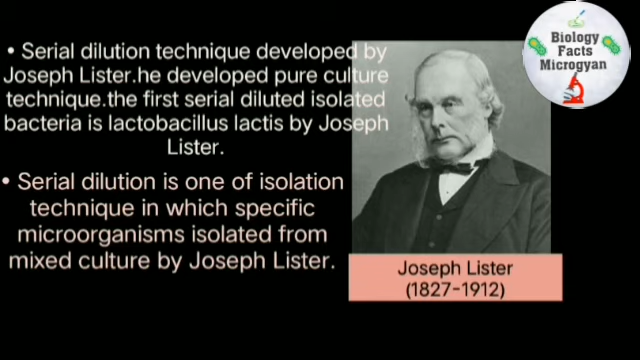 • Serial dilution technique developed by
Joseph Lister.he developed pure culture
technique.the first serial diluted isolated
bacteria is lactobacillus lactis by Joseph
Lister.
• Serial dilution is one of isolation
technique in which specific
microorganisms isolated from
mixed culture by Joseph Lister.
Joseph Lister
(1827-1912)
Biology
Facts
Microgyan